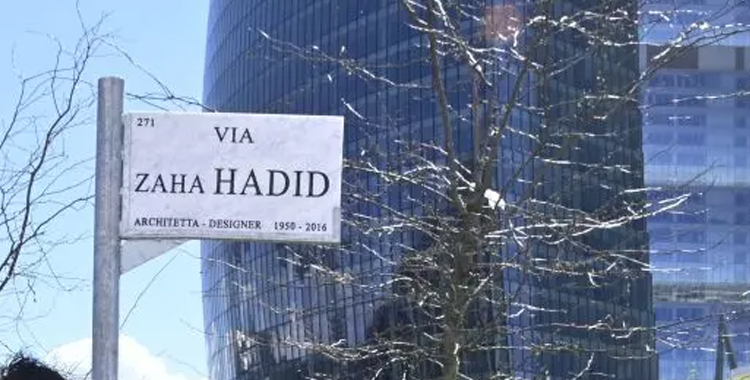 271
VIA
ZAHA HADID
ARCHITETTA - DESIGNER 1950 - 2016